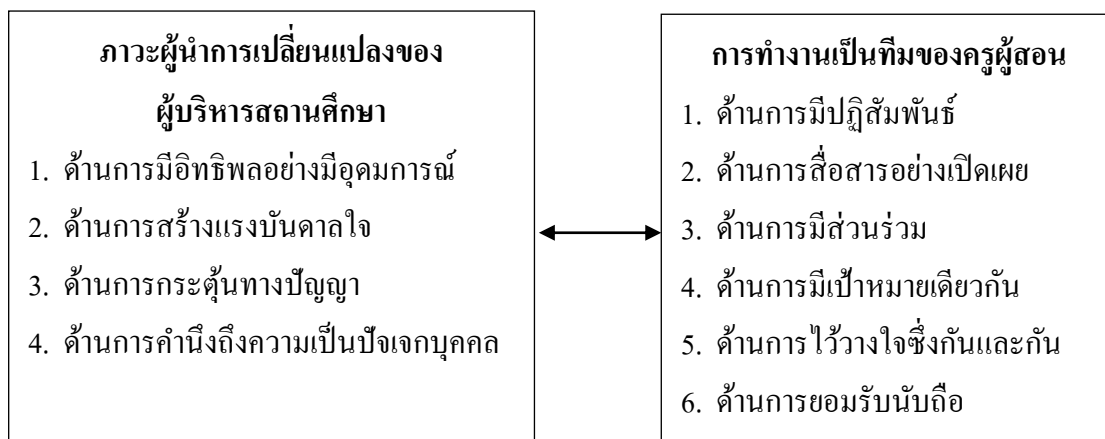 ภาวะผู้นำการเปลี่ยนแปลงของ
ผู้บริหารสถานศึกษา
1. ด้านการมีอิทธิพลอย่างมีอุดมการณ์
2. ด้านการสร้างแรงบันดาลใจ
3. ด้านการกระตุ้นทางปัญญา
4. ด้านการคำนึงถึงความเป็นปัจเจกบุคคล
การทำงานเป็นทีมของครูผู้สอน
1. ด้านการมีปฏิสัมพันธ์
2. ด้านการสื่อสารอย่างเปิดเผย
3. ด้านการมีส่วนร่วม
4. ด้านการมีเป้าหมายเดียวกัน
5. ด้านการไว้วางใจซึ่งกันและกัน
6. ด้านการยอมรับนับถือ